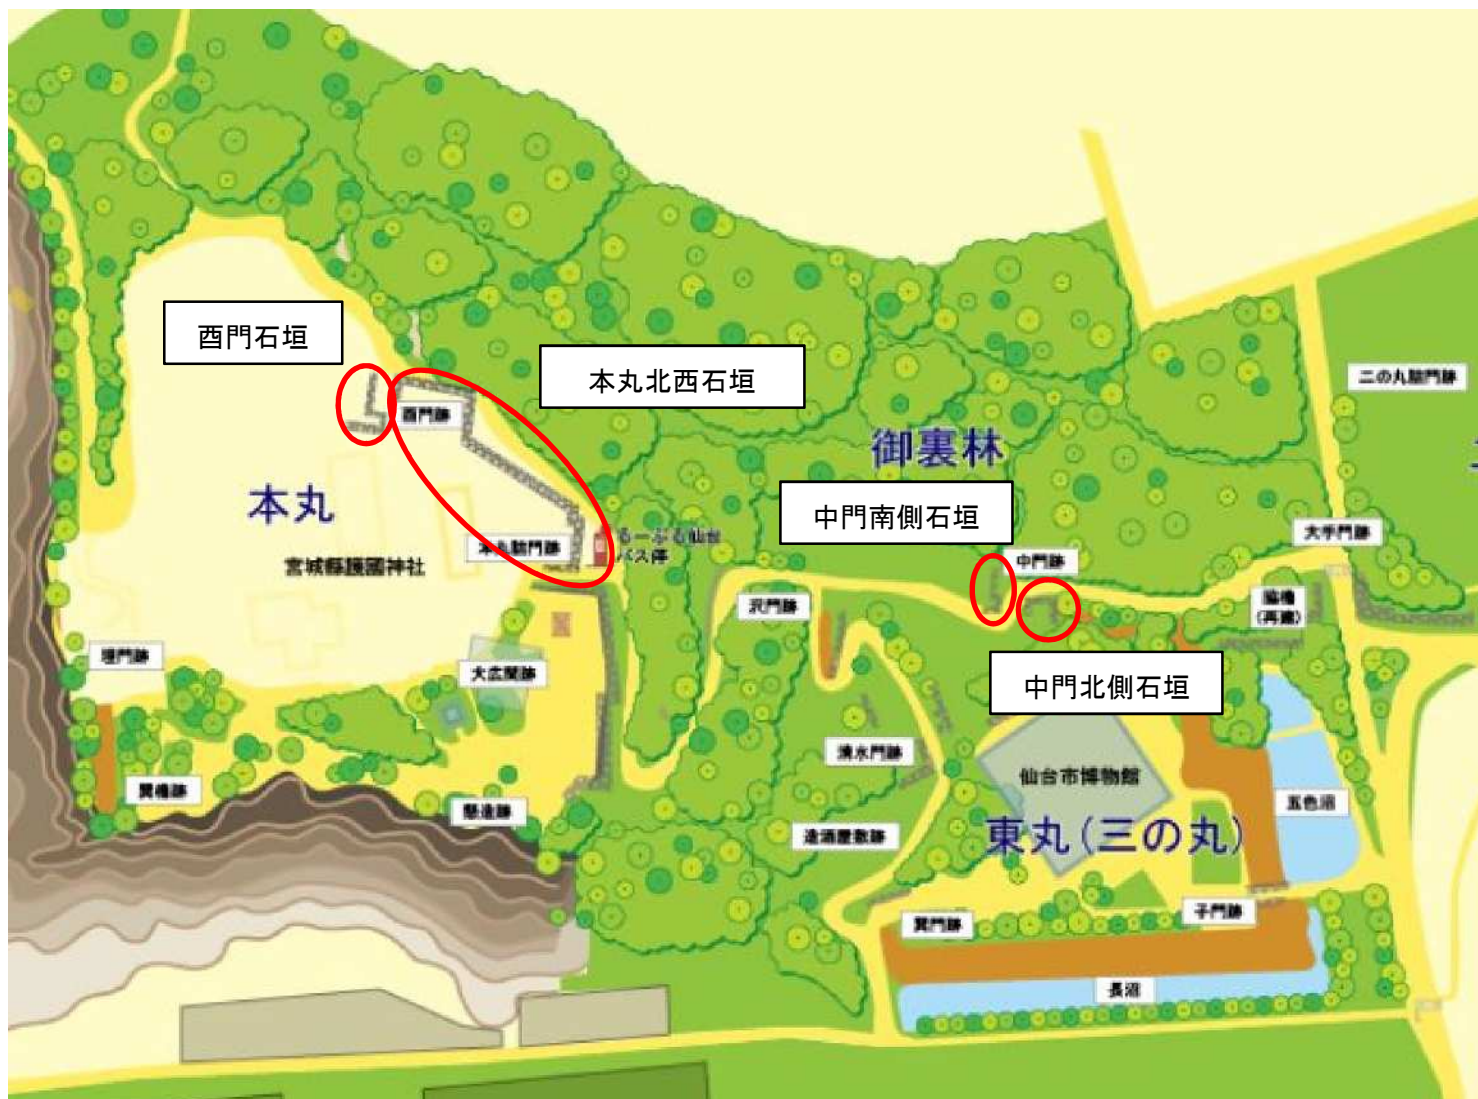 酉門石垣
本丸北西石垣
二の丸詰門跡
酉門跡
御裏林
本丸
中門南側石垣
大手門跡
本丸詰門跡
るーぷる仙台
バス停
中門跡
宮城縣護國神社
沢門跡
脇櫓
(再建)
埋門跡
大広間跡
中門北側石垣
清水門跡
仙台市博物館
巽櫓跡
懸造跡
五色沼
造酒屋敷跡
東丸(三の丸)
巽門跡
子門跡
長沼